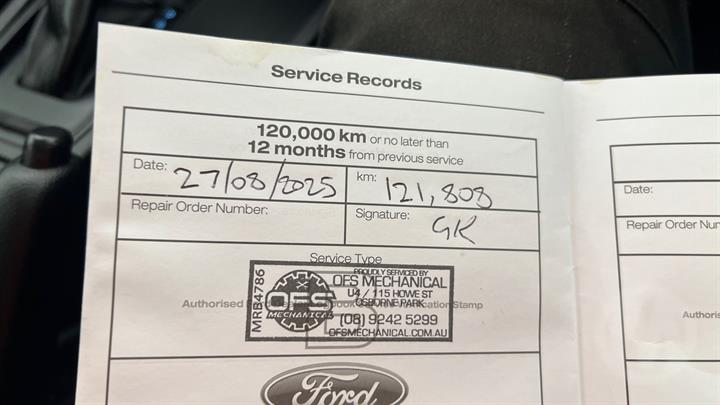 Service Records
120,000 km or no later than
12 months from previous service
Date: 27/08/2025 km: 121,808
Repair Order Number: Signature: GK
Service Type
PROUDLY SERVICED BY
OFS MECHANICAL
U4 / 115 HOWE ST
OSBORNE PARK
(08) 9242 5299
OFSMECHANICAL.COM.AU
MRB4786
OFS
MECHANICAL
Authorised Stamp
Ford
Date:
Repair Order Nu
Authoris